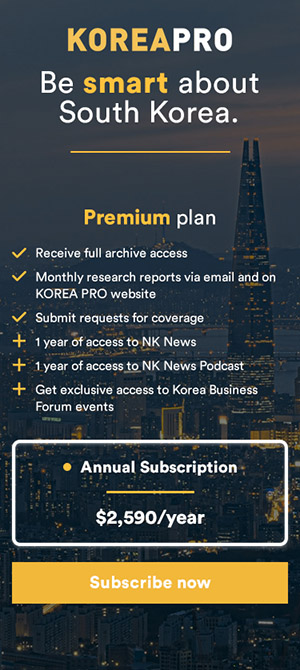 KOREAPRO
Be smart about
South Korea.
Premium plan
Receive full archive access
Monthly research reports via email and on
KOREA PRO website
Submit requests for coverage
1 year of access to NK News
1 year of access to NK News Podcast
Get exclusive access to Korea Business
Forum events
Annual Subscription
$2,590/year
Subscribe now